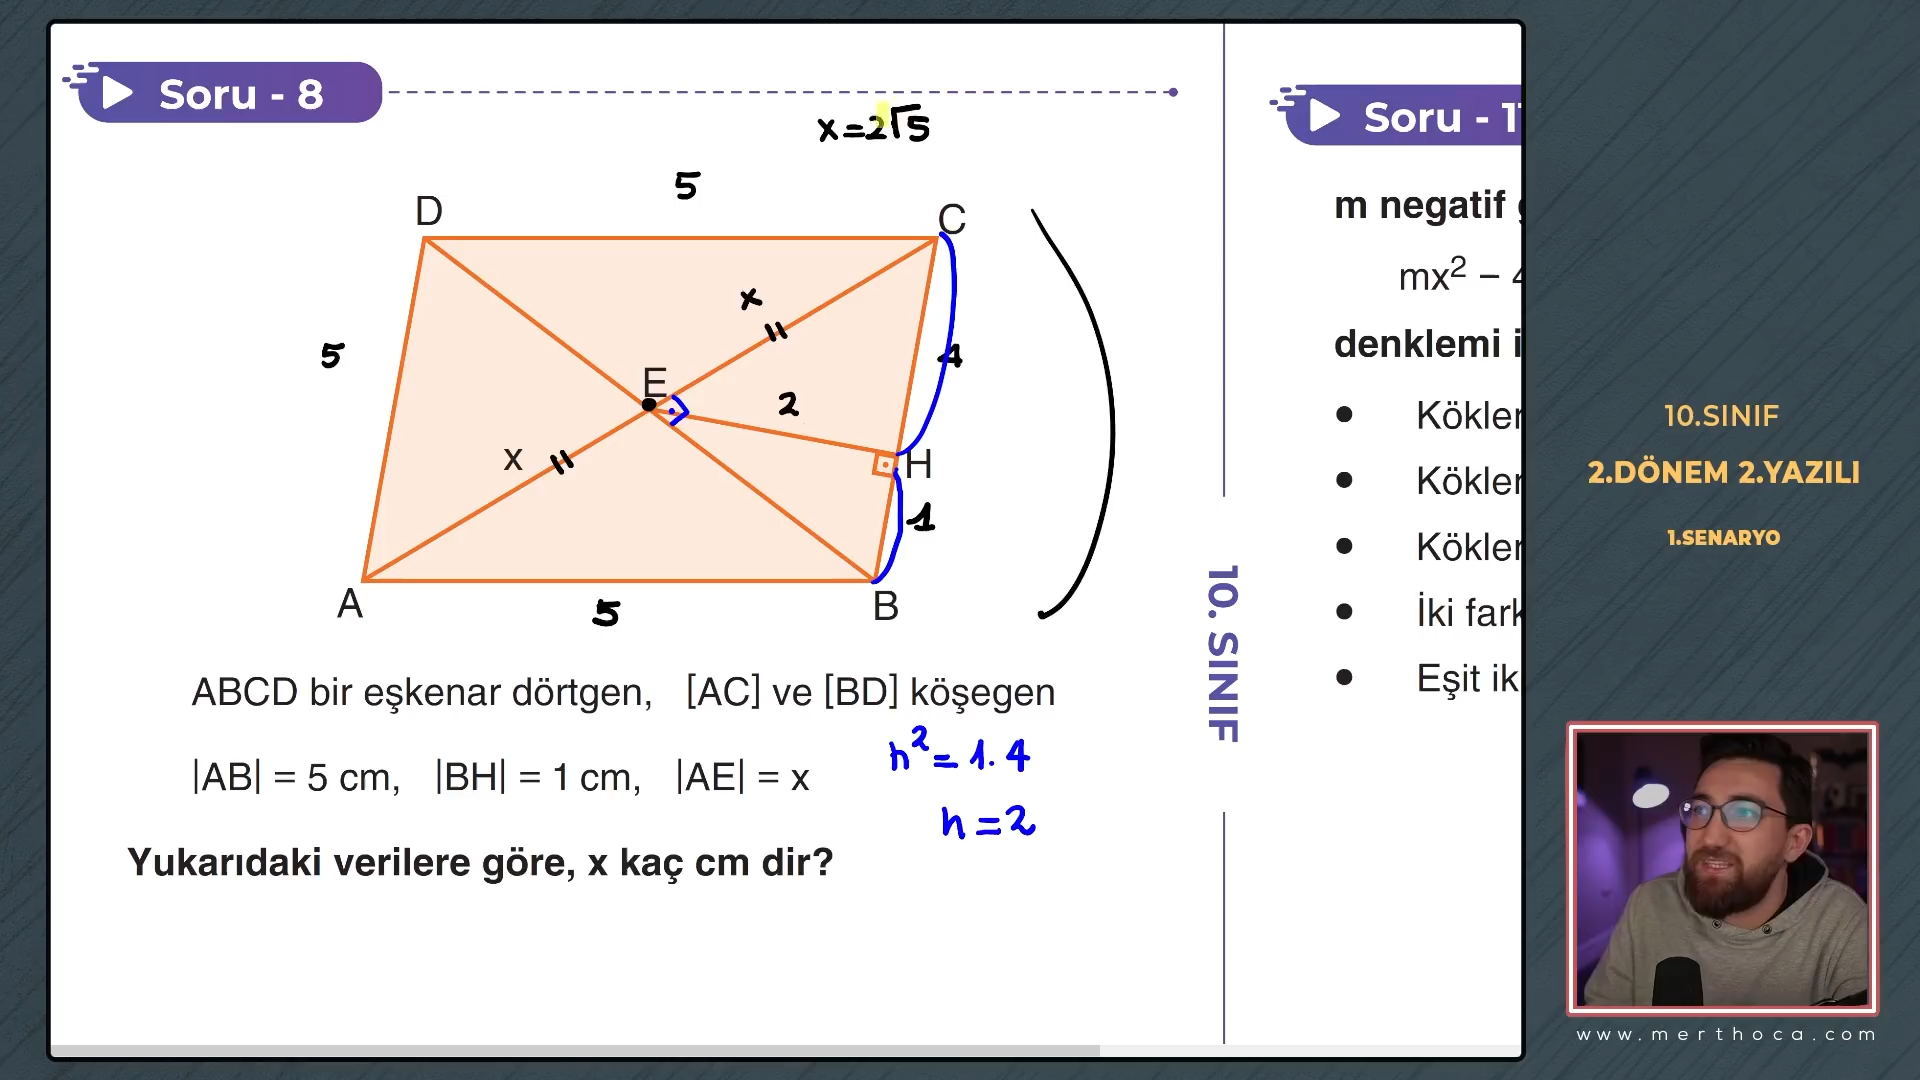 Soru - 8
x=2√5
5
D
C
x
5
4
E
2
x
H
1
A
B
5
ABCD bir eşkenar dörtgen, [AC] ve [BD] köşegen
h²=1.4
|AB| = 5 cm, |BH| = 1 cm, |AE| = x
h=2
Yukarıdaki verilere göre, x kaç cm dir?
10. SINIF
Soru - 1
m negatif
mx² – 4
denklemi i
• Kökler
• Kökler
• Kökler
• İki fark
• Eşit ik
10.SINIF
2.DÖNEM 2.YAZILI
1.SENARYO
www.merthoca.com